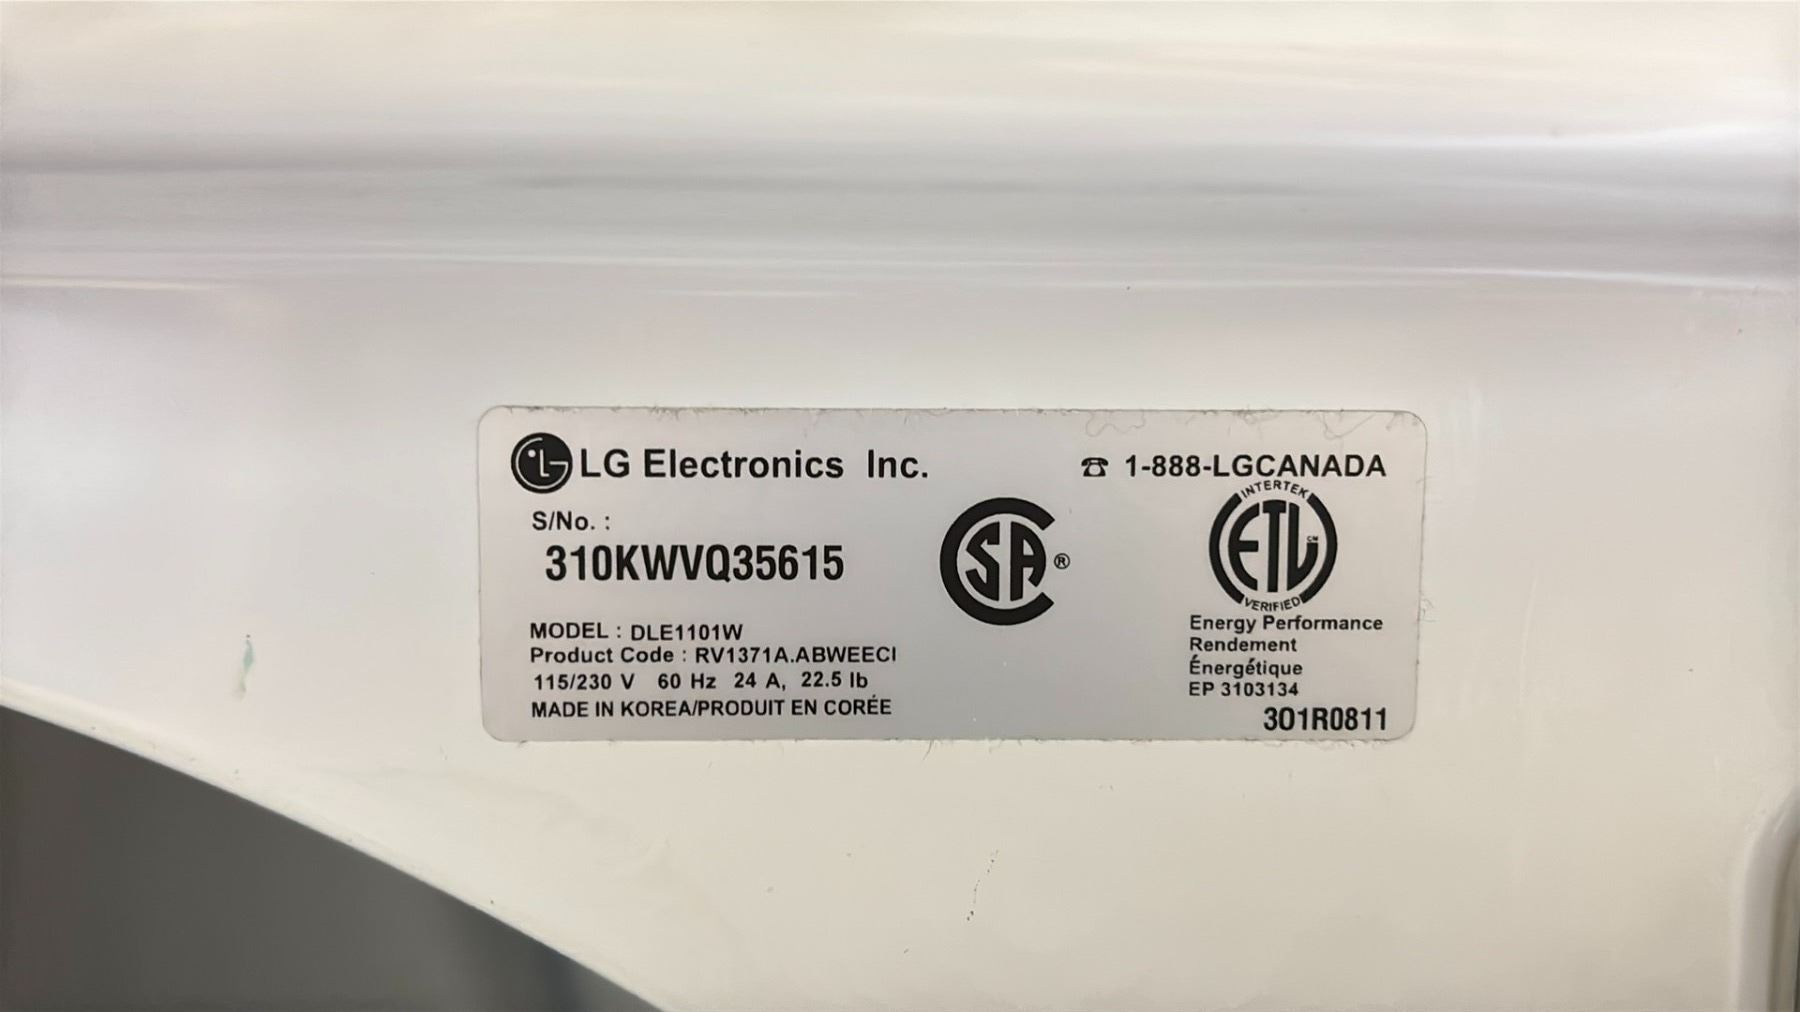 LG Electronics Inc.
☎ 1-888-LGCANADA
S/No. :
310KWVQ35615
MODEL : DLE1101W
Product Code : RV1371A.ABWEECI
115/230 V 60 Hz 24 A, 22.5 lb
MADE IN KOREA/PRODUIT EN CORÉE
CSA®
INTERTEK
ETL CM
VERIFIED
Energy Performance
Rendement
Énergétique
EP 3103134
301R0811